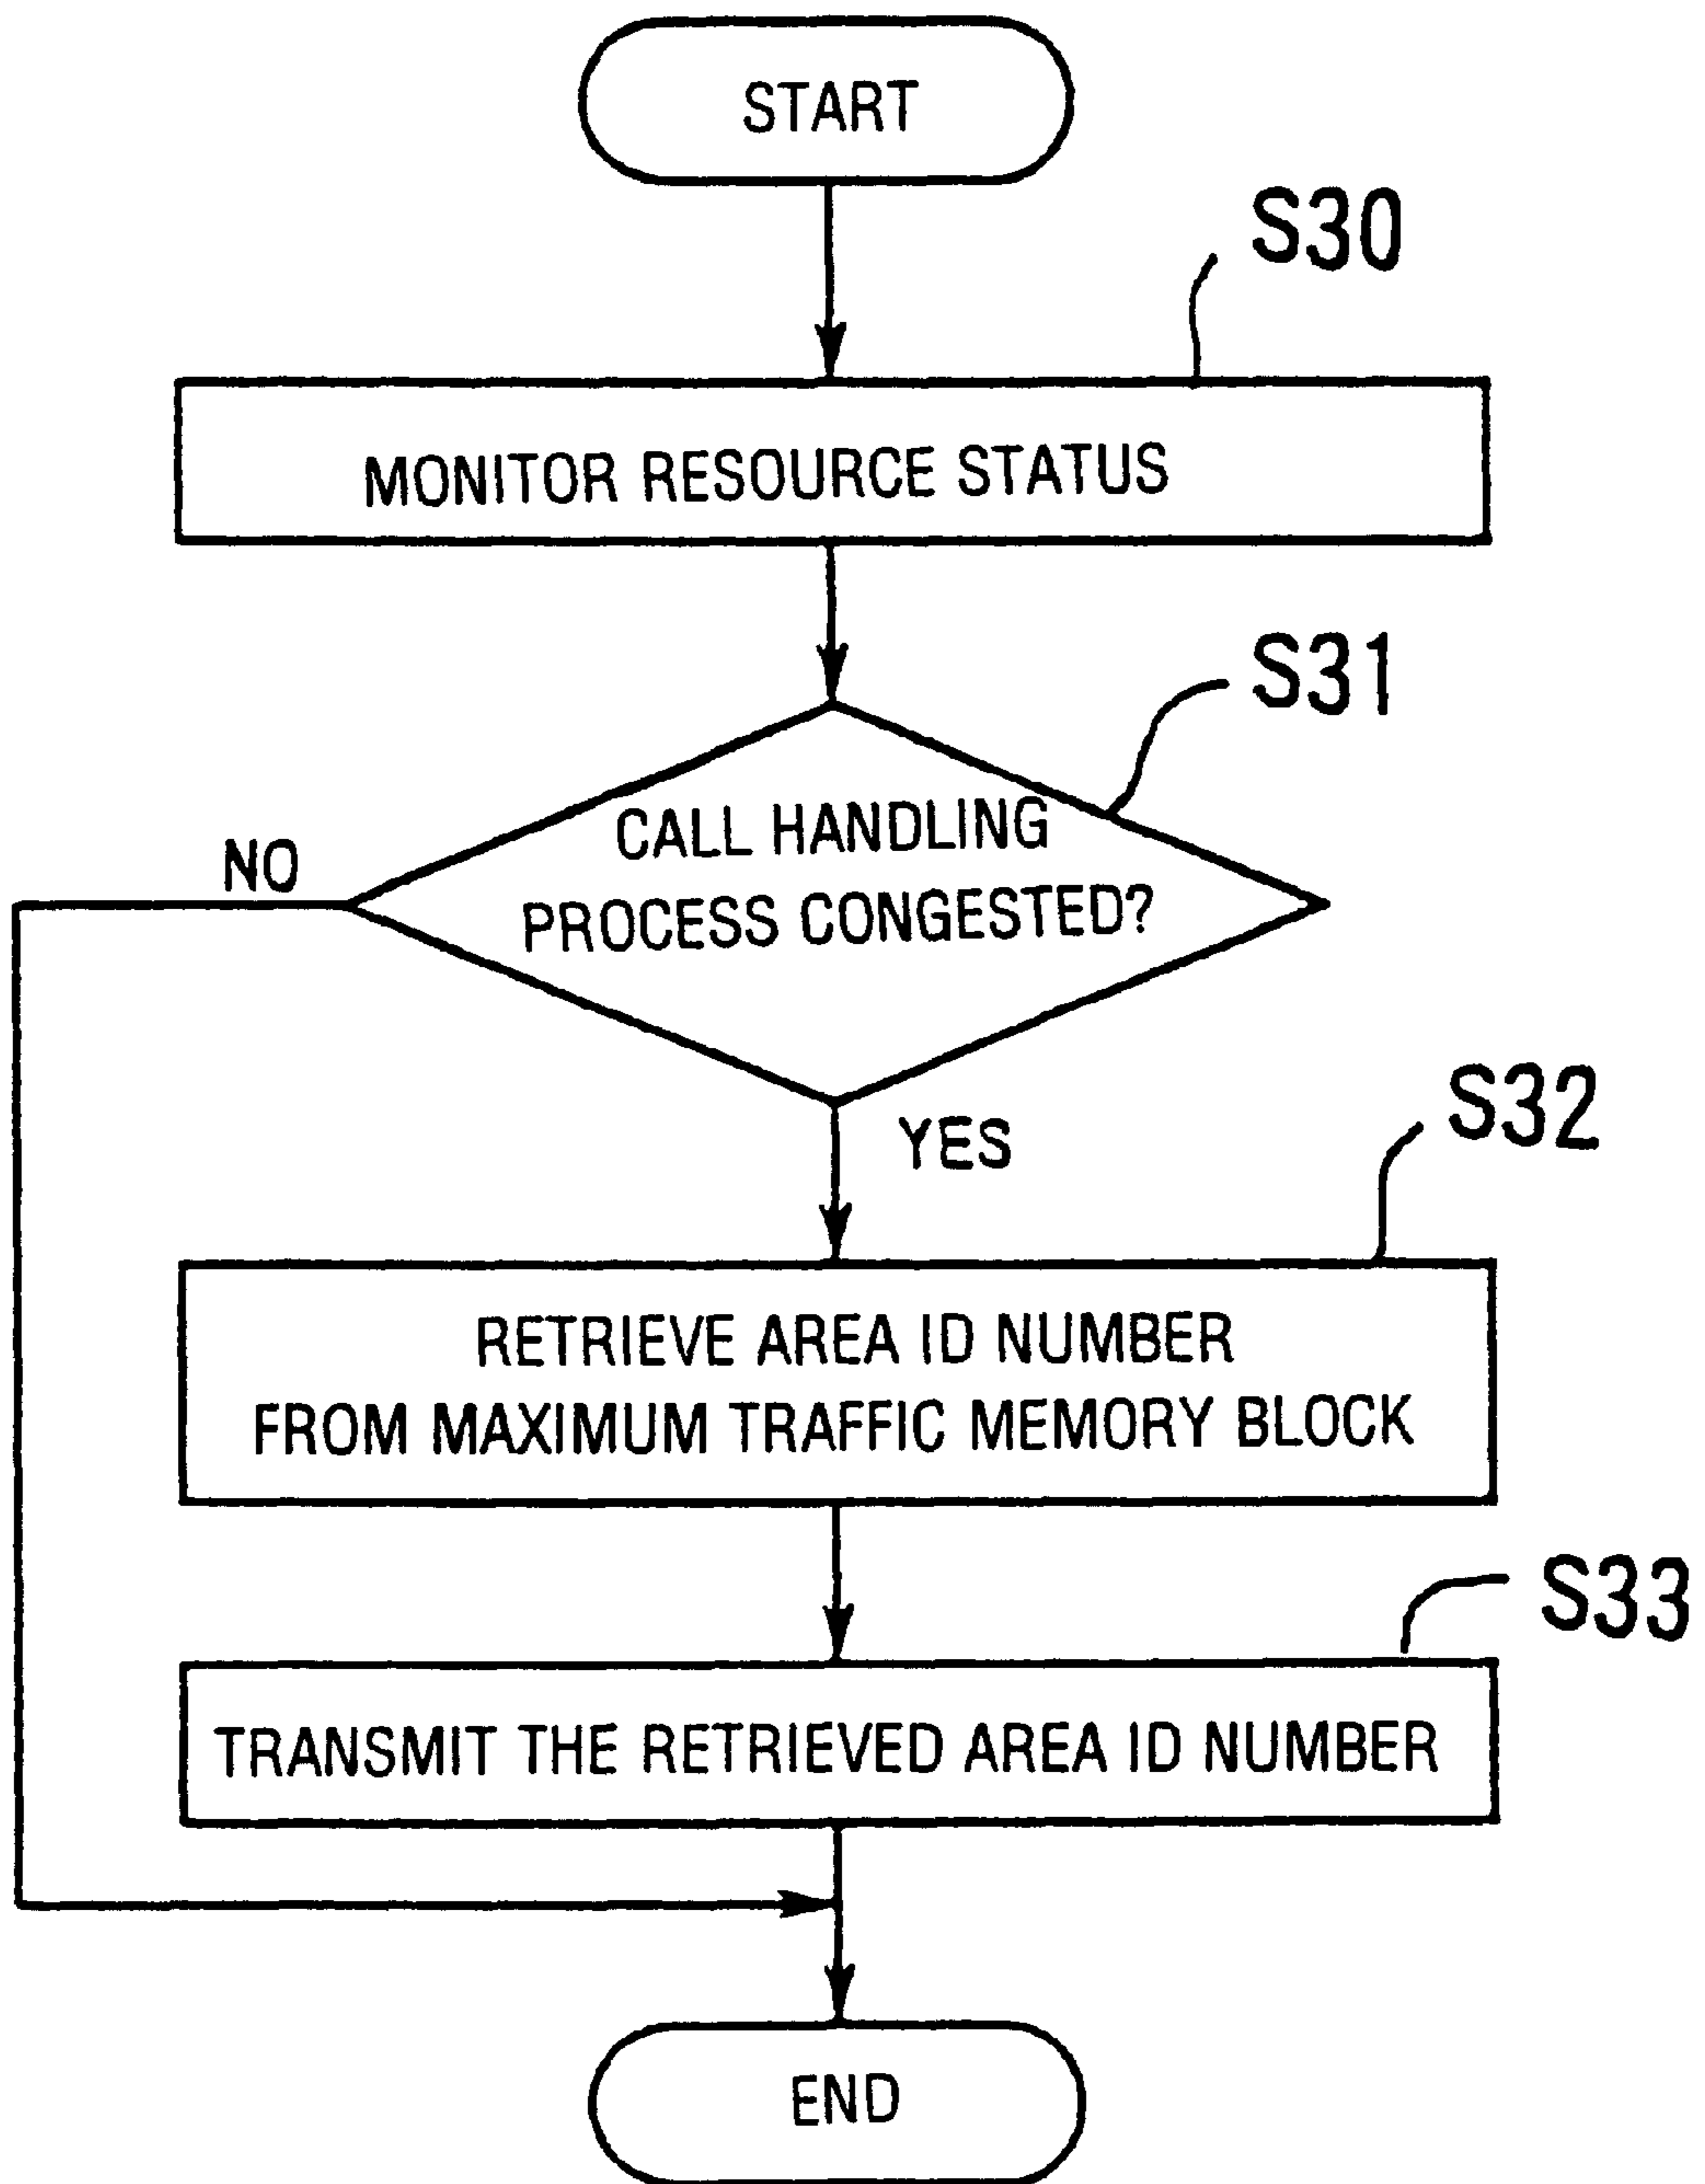 START
S30
MONITOR RESOURCE STATUS
S31
CALL HANDLING
PROCESS CONGESTED?
NO
YES
S32
RETRIEVE AREA ID NUMBER
FROM MAXIMUM TRAFFIC MEMORY BLOCK
S33
TRANSMIT THE RETRIEVED AREA ID NUMBER
END